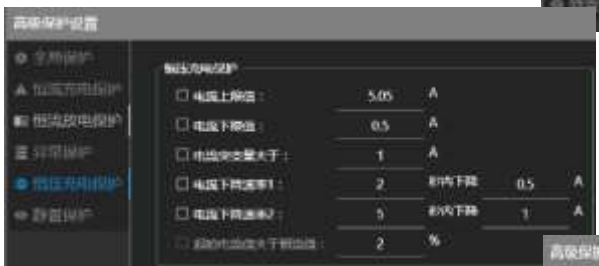 高级保护设置
全局保护
恒流充电保护
恒流放电保护
异常保护
恒压充电保护
静置保护
恒压充电保护
电流上限值： 5.05 A
电流下限值： 0.5 A
电流突变量大于： 1 A
电流下降速率1： 2 秒内下降 0.5 A
电流下降速率2： 5 秒内下降 1 A
2 %
高级保护